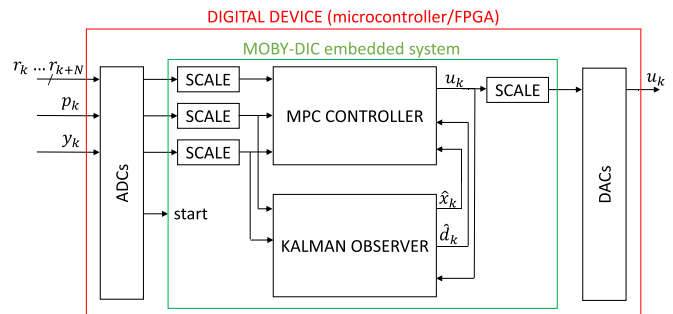 DIGITAL DEVICE (microcontroller/FPGA)
MOBY-DIC embedded system
r_k ... r_{k+N}
p_k
y_k
ADCs
start
SCALE
SCALE
SCALE
MPC CONTROLLER
u_k
SCALE
KALMAN OBSERVER
x̂_k
d̂_k
DACs
u_k